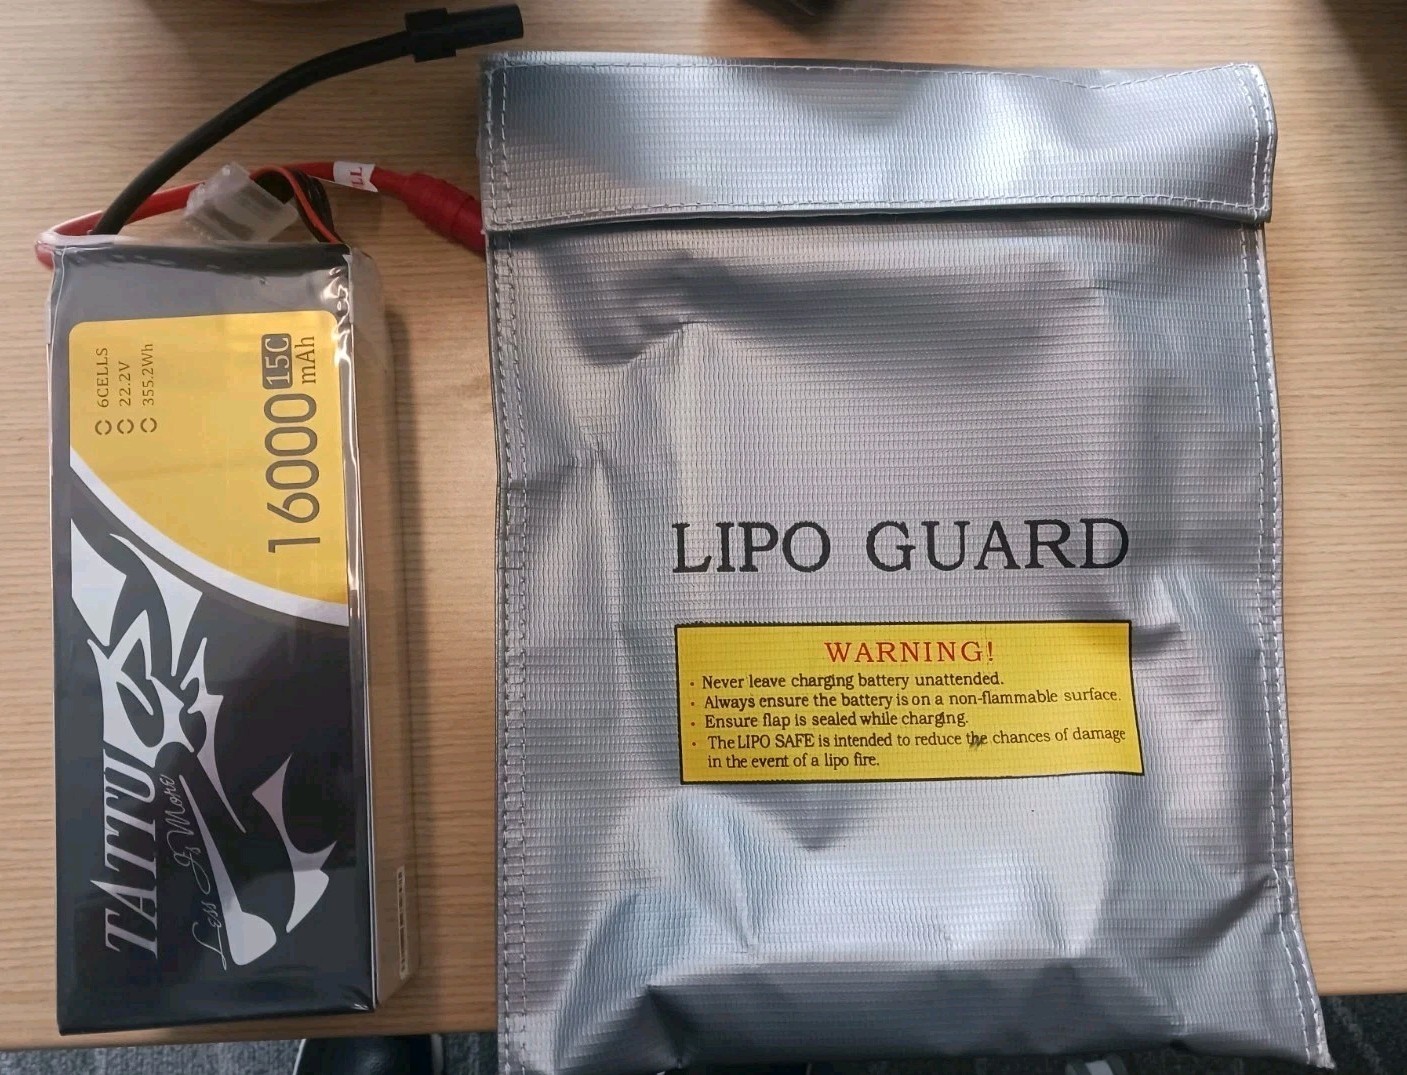 6CELLS
22.2V
355.2Wh
16000 15C
mAh
TATTU
Less Is More
LIPO GUARD
WARNING!
· Never leave charging battery unattended.
· Always ensure the battery is on a non-flammable surface.
· Ensure flap is sealed while charging.
· The LIPO SAFE is intended to reduce the chances of damage
in the event of a lipo fire.